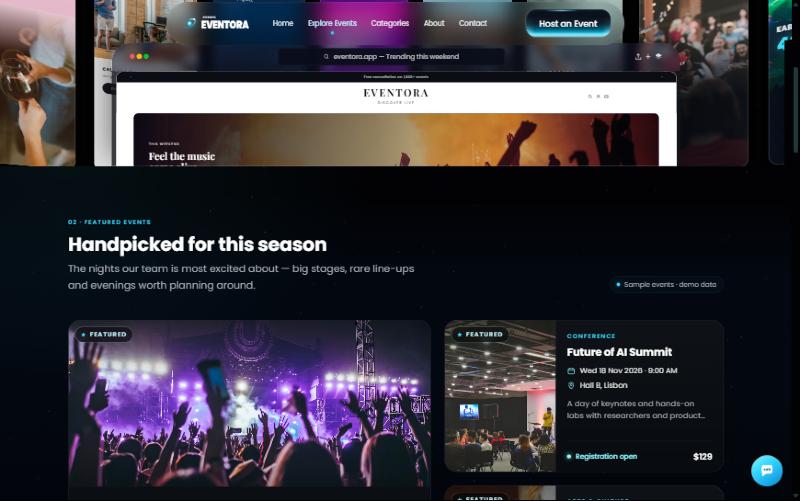 EVENTORA
Home
Explore Events
Categories
About
Contact
Host an Event
eventora.app — Trending this weekend
EVENTORA
DISCOVER LIVE
THIS WEEKEND
Feel the music
02 · FEATURED EVENTS
Handpicked for this season
The nights our team is most excited about — big stages, rare line-ups
and evenings worth planning around.
Sample events · demo data
FEATURED
FEATURED
CONFERENCE
Future of AI Summit
Wed 18 Nov 2026 · 9:00 AM
Hall B, Lisbon
A day of keynotes and hands-on
labs with researchers and product...
Registration open
$129
FEATURED